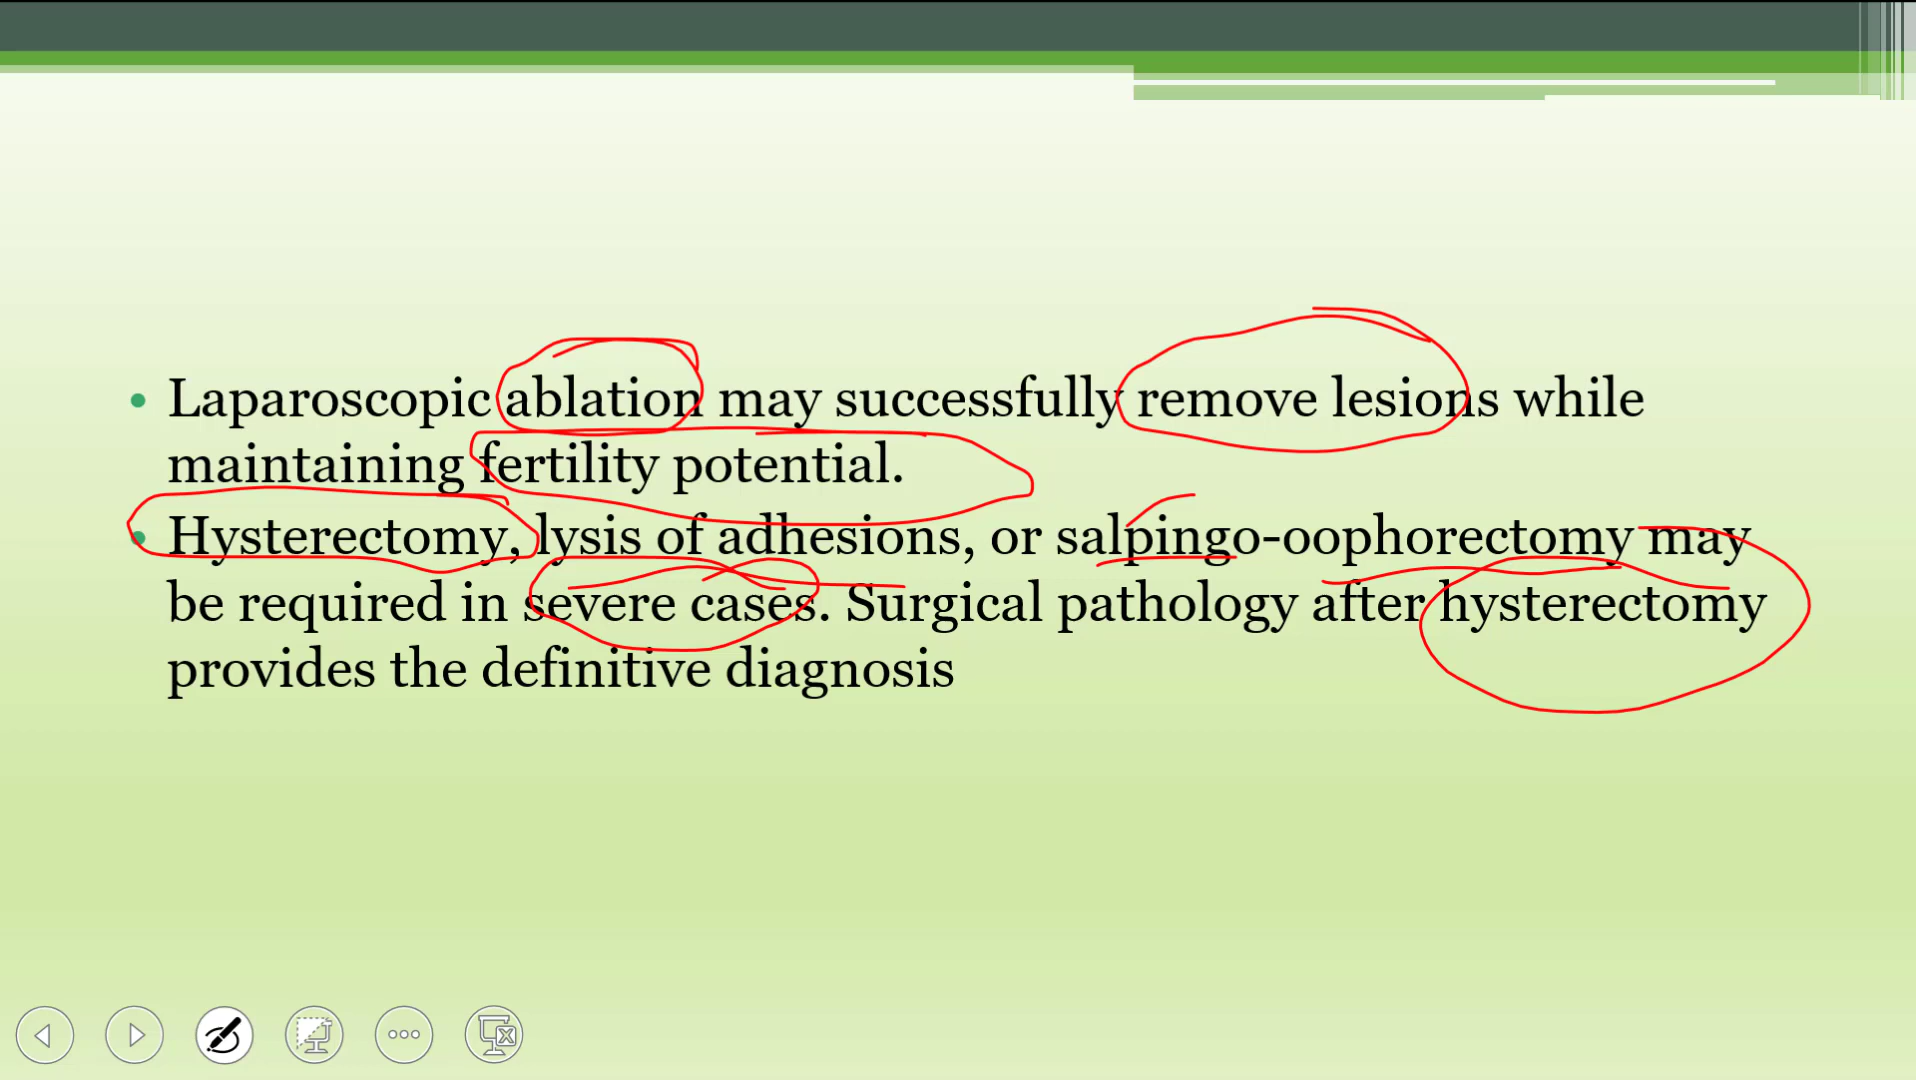 • Laparoscopic ablation may successfully remove lesions while
maintaining fertility potential.
• Hysterectomy, lysis of adhesions, or salpingo-oophorectomy may
be required in severe cases. Surgical pathology after hysterectomy
provides the definitive diagnosis